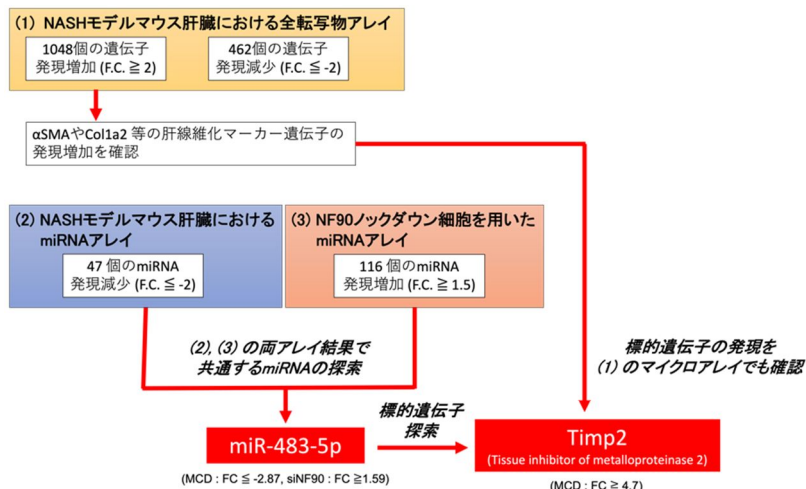 (1) NASHモデルマウス肝臓における全転写物アレイ
1048個の遺伝子
発現増加 (F.C. ≧ 2)
462個の遺伝子
発現減少 (F.C. ≦ -2)
αSMAやCol1a2 等の肝線維化マーカー遺伝子の
発現増加を確認
(2) NASHモデルマウス肝臓における
miRNAアレイ
47 個のmiRNA
発現減少 (F.C. ≦ -2)
(3) NF90ノックダウン細胞を用いた
miRNAアレイ
116 個のmiRNA
発現増加 (F.C. ≧ 1.5)
(2), (3) の両アレイ結果で
共通するmiRNAの探索
標的遺伝子の発現を
(1) のマイクロアレイでも確認
標的遺伝子
探索
miR-483-5p
(MCD : FC ≦ -2.87, siNF90 : FC ≧1.59)
Timp2
(Tissue inhibitor of metalloproteinase 2)
(MCD : FC ≧ 4.7)